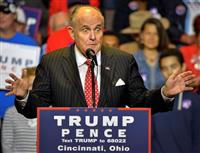 TRUMP
PENCE
Text TRUMP to 88022
Cincinnati, Ohio